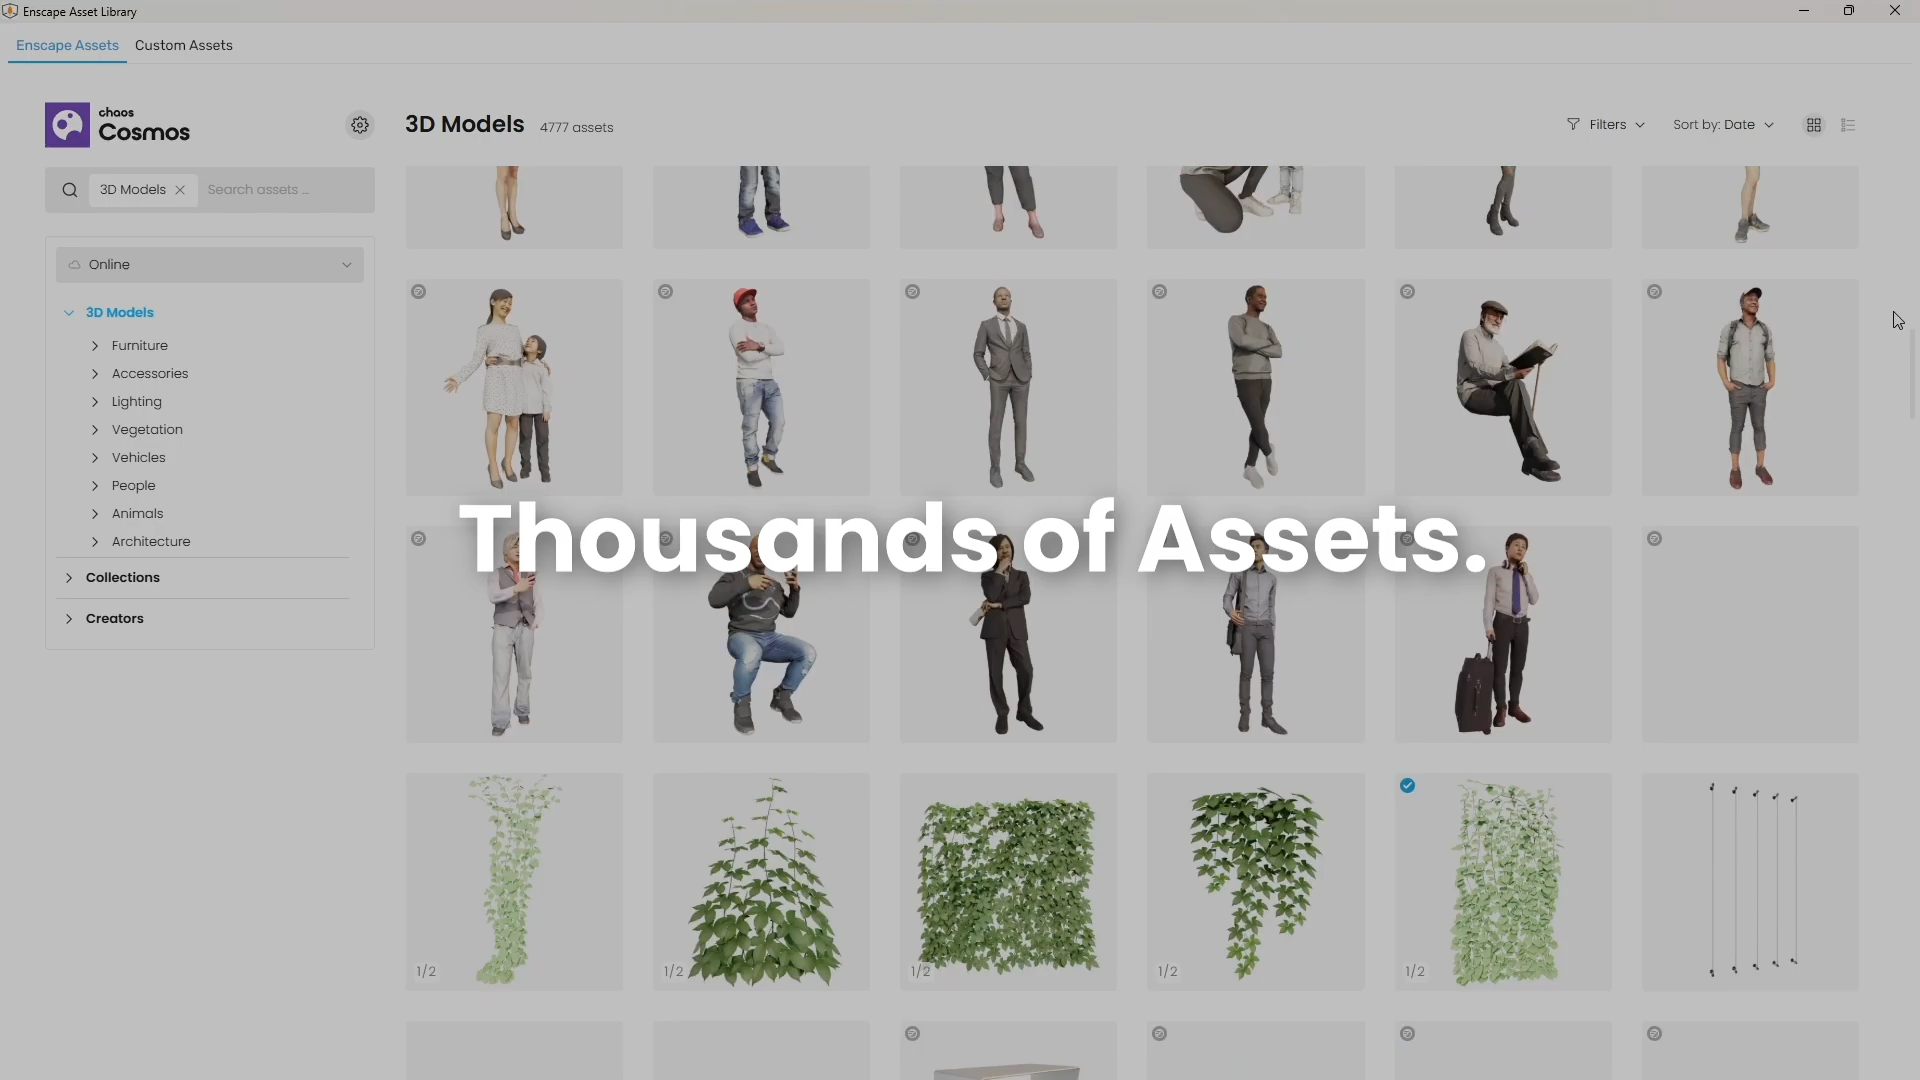 Enscape Asset Library
Enscape Assets
Custom Assets
chaos
Cosmos
3D Models
4777 assets
Filters
Sort by: Date
3D Models
Search assets ...
Online
3D Models
Furniture
Accessories
Lighting
Vegetation
Vehicles
People
Animals
Architecture
Collections
Creators
Thousands of Assets.
1/2
1/2
1/2
1/2
1/2